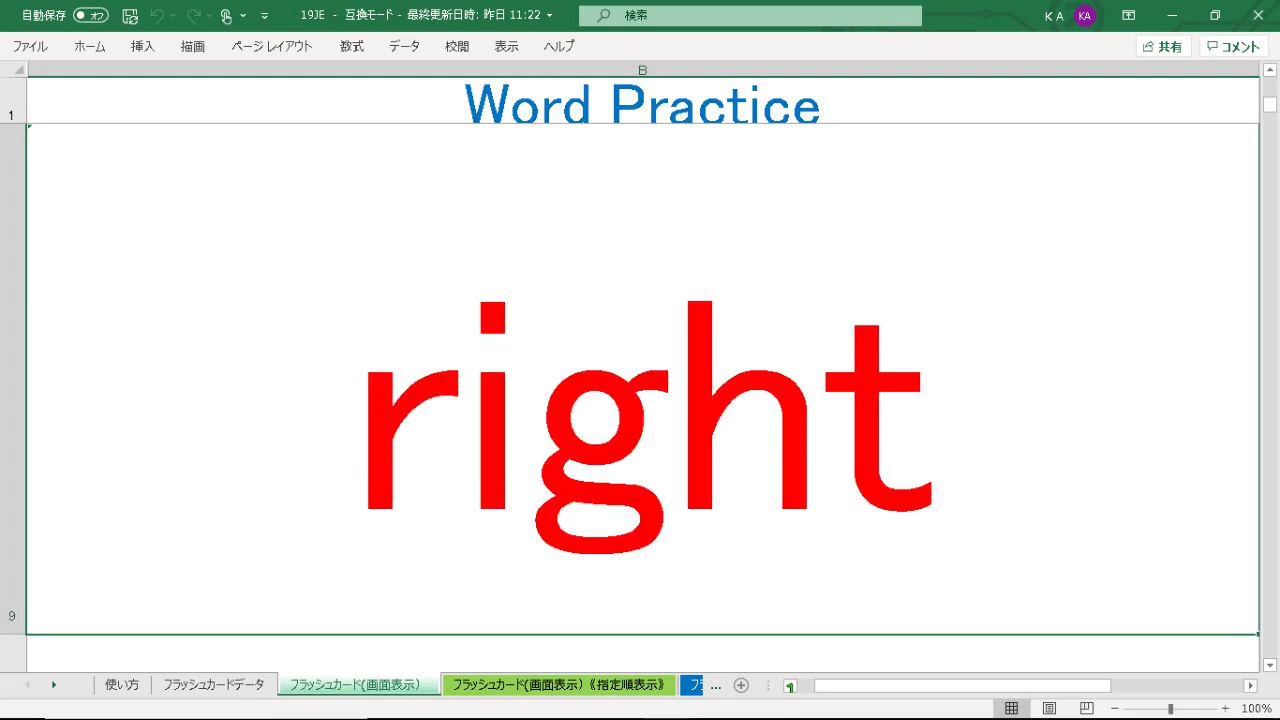 自動保存 オフ 19JE - 互換モード - 最終更新日時: 昨日 11:22 検索 K A KA
ファイル ホーム 挿入 描画 ページ レイアウト 数式 データ 校閲 表示 ヘルプ 共有 コメント
B
1 Word Practice
right
9
使い方 フラッシュカードデータ フラッシュカード(画面表示) フラッシュカード(画面表示)《指定順表示》 フラ ...
100%